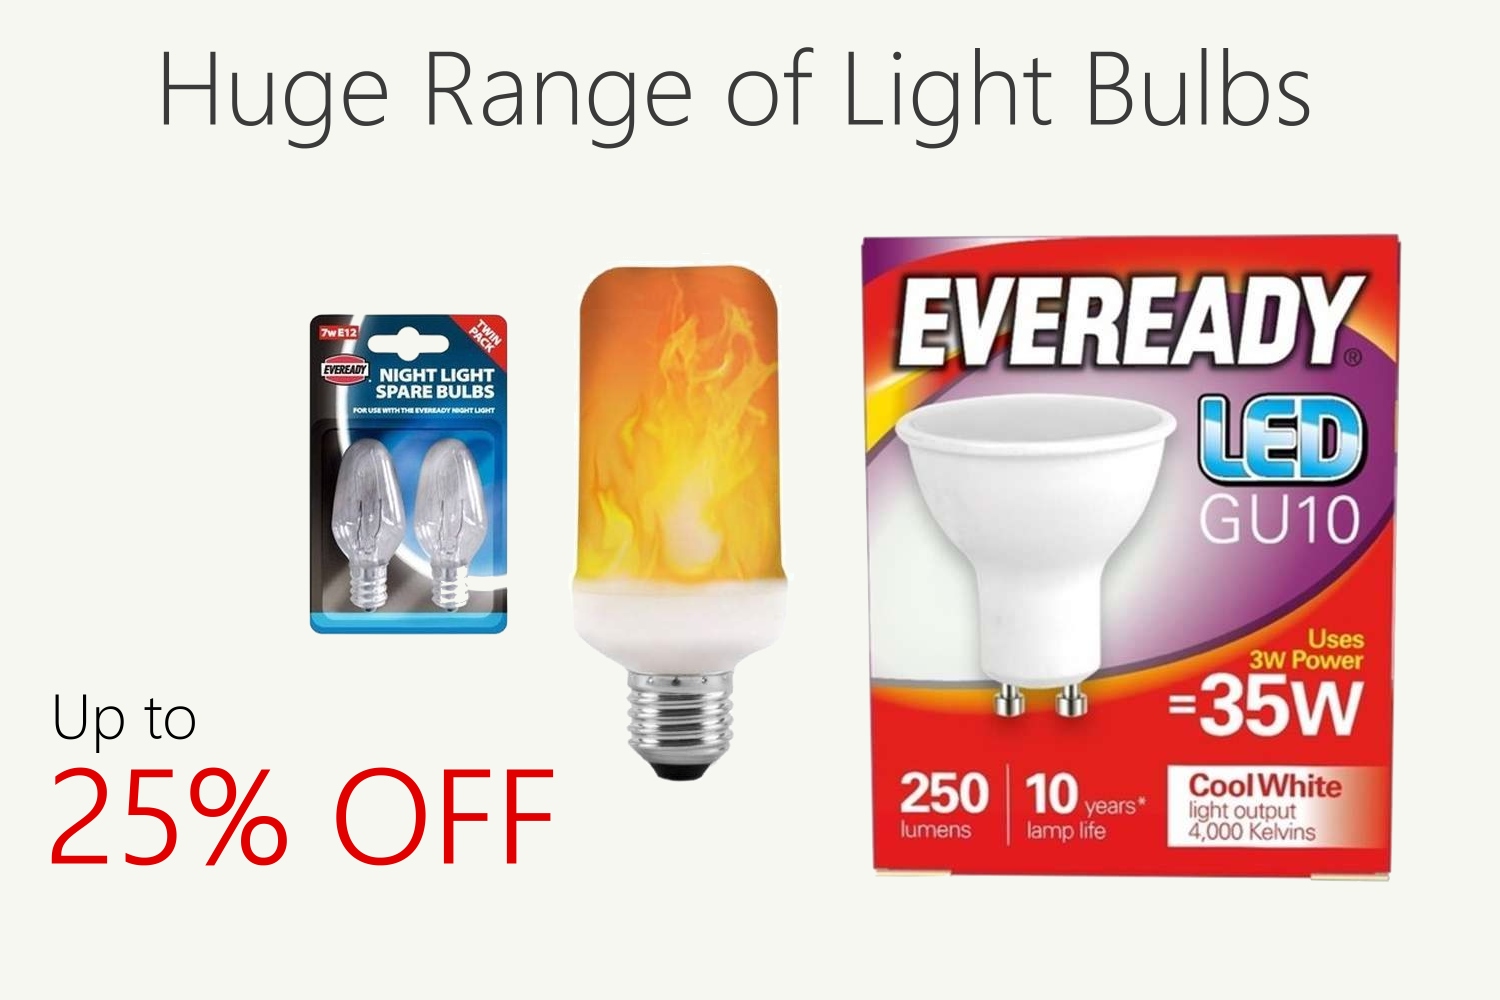 Huge Range of Light Bulbs
7w E12
TWIN
PACK
EVEREADY
NIGHT LIGHT
SPARE BULBS
FOR USE WITH THE EVEREADY NIGHT LIGHT
EVEREADY®
LED
GU10
Uses
3W Power
=35W
250
lumens
10 years*
lamp life
Cool White
light output
4,000 Kelvins
Up to
25% OFF